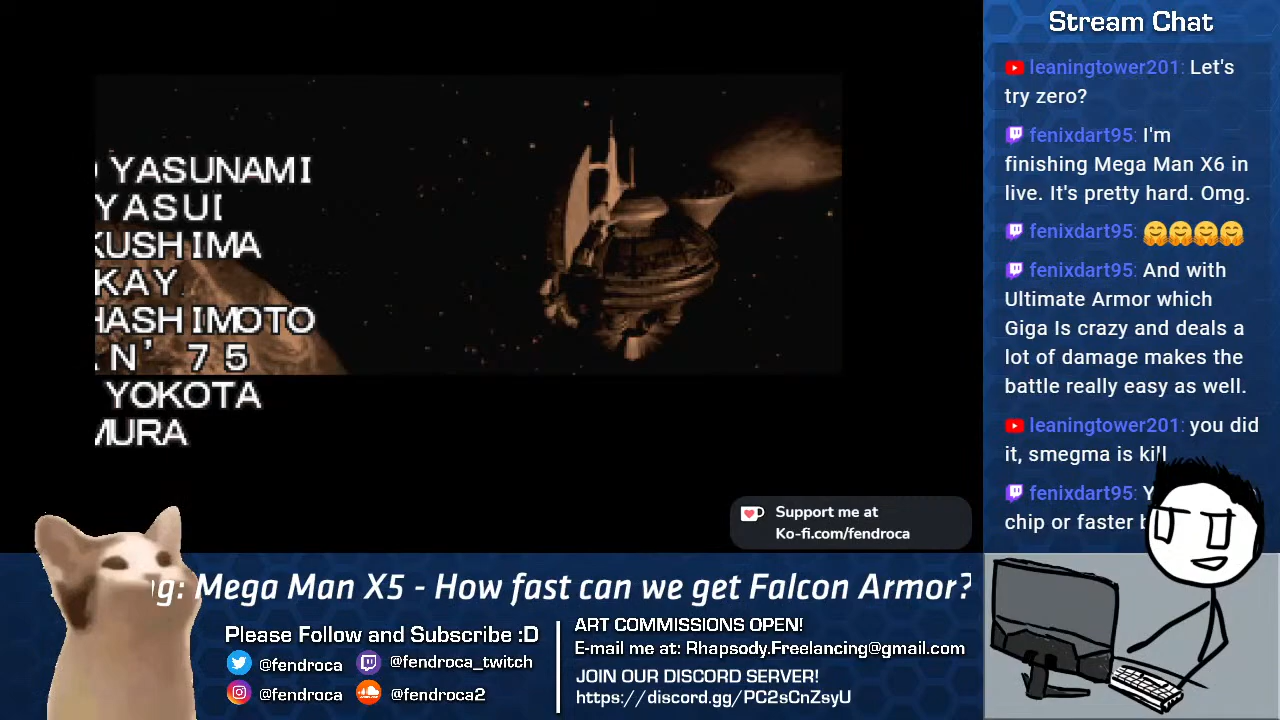 YASUNAMI
YASUI
KUSHIMA
KAY
HASHIMOTO
N' 75
YOKOTA
MURA
Stream Chat
leaningtower201: Let's
try zero?
fenixdart95: I'm
finishing Mega Man X6 in
live. It's pretty hard. Omg.
fenixdart95: 🤗🤗🤗🤗
fenixdart95: And with
Ultimate Armor which
Giga Is crazy and deals a
lot of damage makes the
battle really easy as well.
leaningtower201: you did
it, smegma is kill
fenixdart95:
chip or faster
Support me at
Ko-fi.com/fendroca
g: Mega Man X5 - How fast can we get Falcon Armor?
Please Follow and Subscribe :D
@fendroca
@fendroca_twitch
@fendroca
@fendroca2
ART COMMISSIONS OPEN!
E-mail me at: Rhapsody.Freelancing@gmail.com
JOIN OUR DISCORD SERVER!
https://discord.gg/PC2sCnZsyU